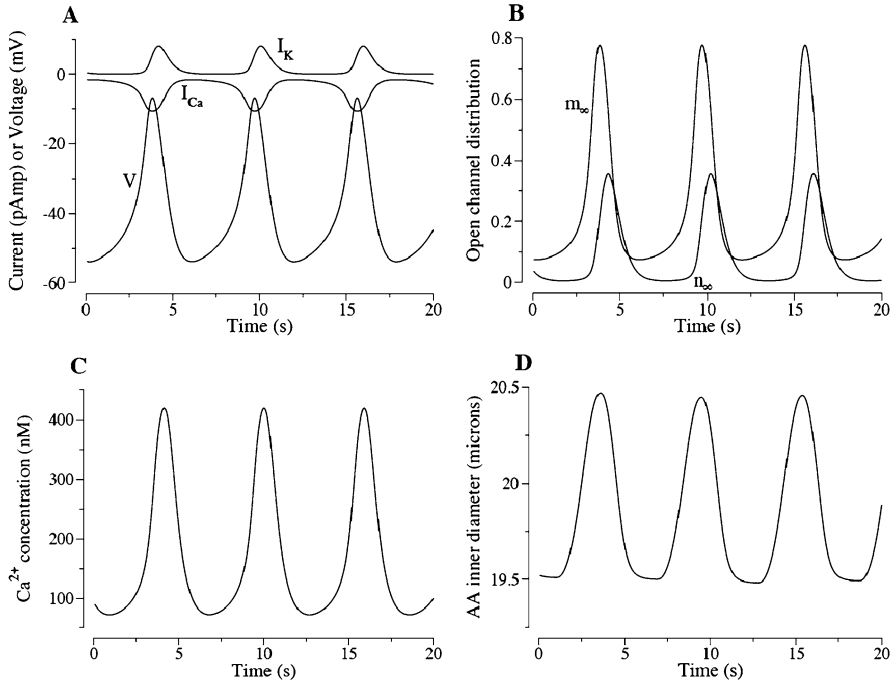 A
Current (pAmp) or Voltage (mV)
0
-20
-40
-60
I_K
I_Ca
V
0 5 10 15 20
Time (s)
B
Open channel distribution
0.8
0.6
0.4
0.2
0
m∞
n∞
0 5 10 15 20
Time (s)
C
Ca²⁺ concentration (nM)
400
300
200
100
0 5 10 15 20
Time (s)
D
AA inner diameter (microns)
20.5
20
19.5
0 5 10 15 20
Time (s)